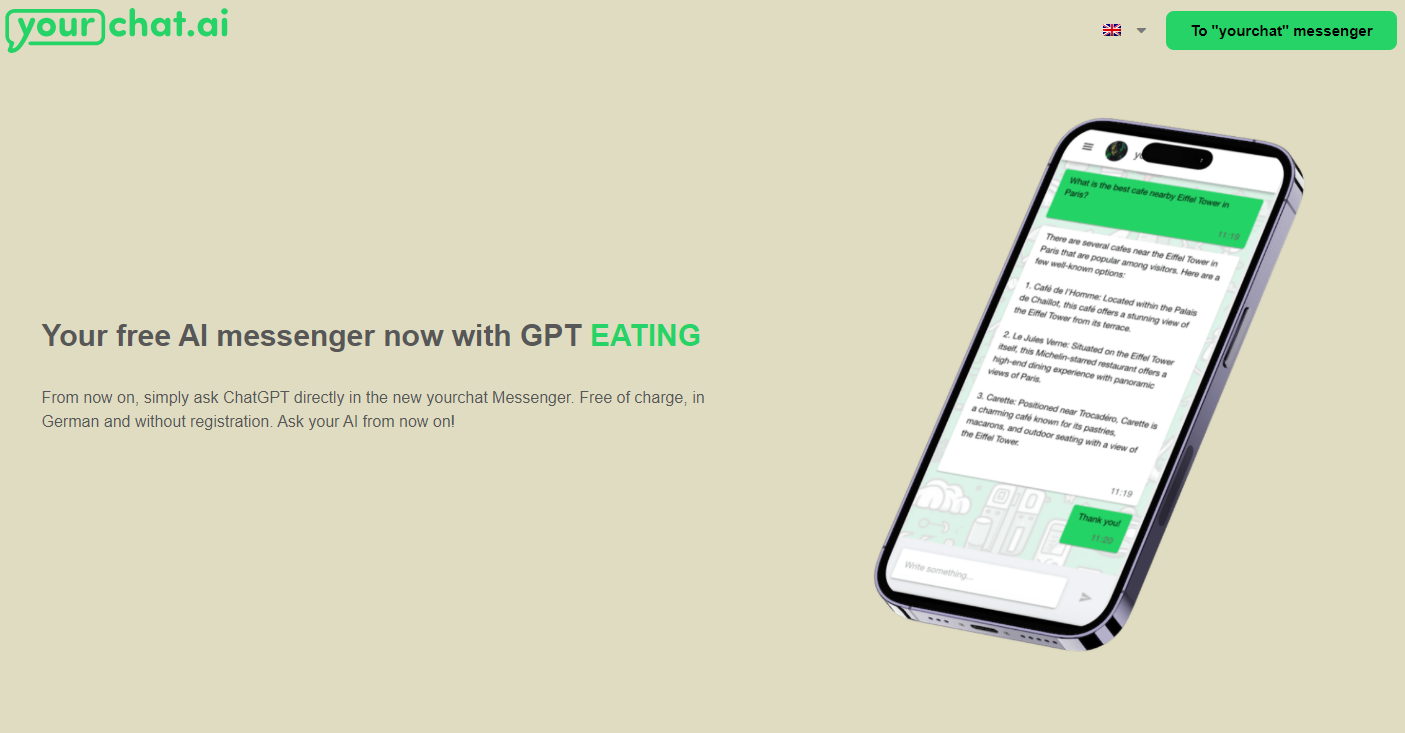 yourchat.ai
To "yourchat" messenger
Your free AI messenger now with GPT EATING
From now on, simply ask ChatGPT directly in the new yourchat Messenger. Free of charge, in
German and without registration. Ask your AI from now on!
What is the best cafe nearby Eiffel Tower in
Paris?
11:19
There are several cafes near the Eiffel Tower in
Paris that are popular among visitors. Here are a
few well-known options:
1. Café de l'Homme: Located within the Palais
de Chaillot, this café offers a stunning view of
the Eiffel Tower from its terrace.
2. Le Jules Verne: Situated on the Eiffel Tower
itself, this Michelin-starred restaurant offers a
high-end dining experience with panoramic
views of Paris.
3. Carette: Positioned near Trocadéro, Carette is
a charming café known for its pastries,
macarons, and outdoor seating with a view of
the Eiffel Tower.
11:19
Thank you!
11:20
Write something...